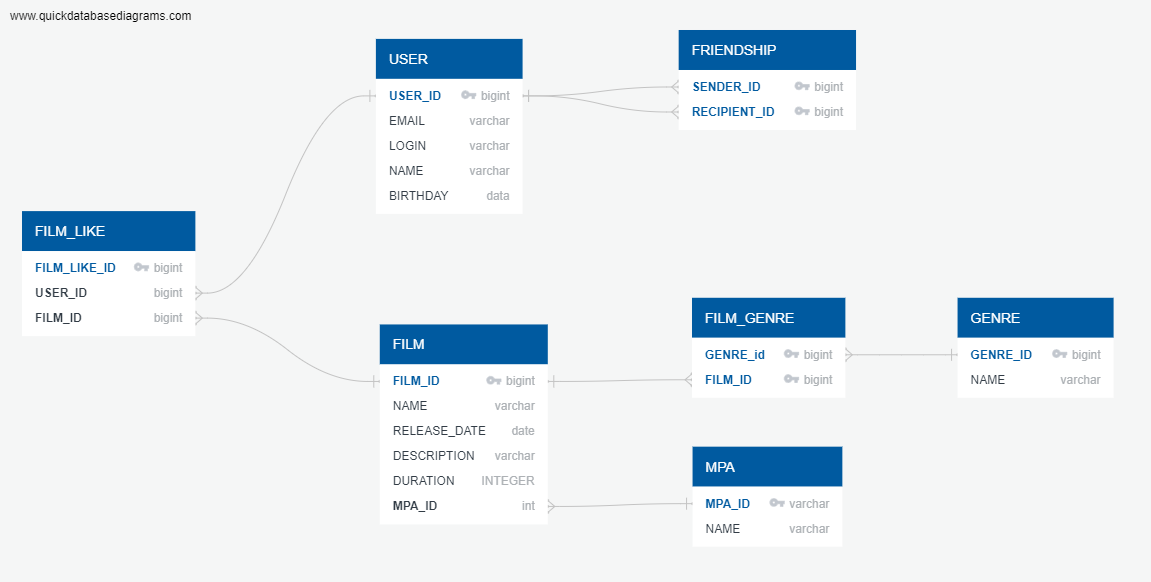 www.quickdatabasediagrams.com
USER
USER_ID bigint
EMAIL varchar
LOGIN varchar
NAME varchar
BIRTHDAY data
FRIENDSHIP
SENDER_ID bigint
RECIPIENT_ID bigint
FILM_LIKE
FILM_LIKE_ID bigint
USER_ID bigint
FILM_ID bigint
FILM
FILM_ID bigint
NAME varchar
RELEASE_DATE date
DESCRIPTION varchar
DURATION INTEGER
MPA_ID int
FILM_GENRE
GENRE_id bigint
FILM_ID bigint
GENRE
GENRE_ID bigint
NAME varchar
MPA
MPA_ID varchar
NAME varchar